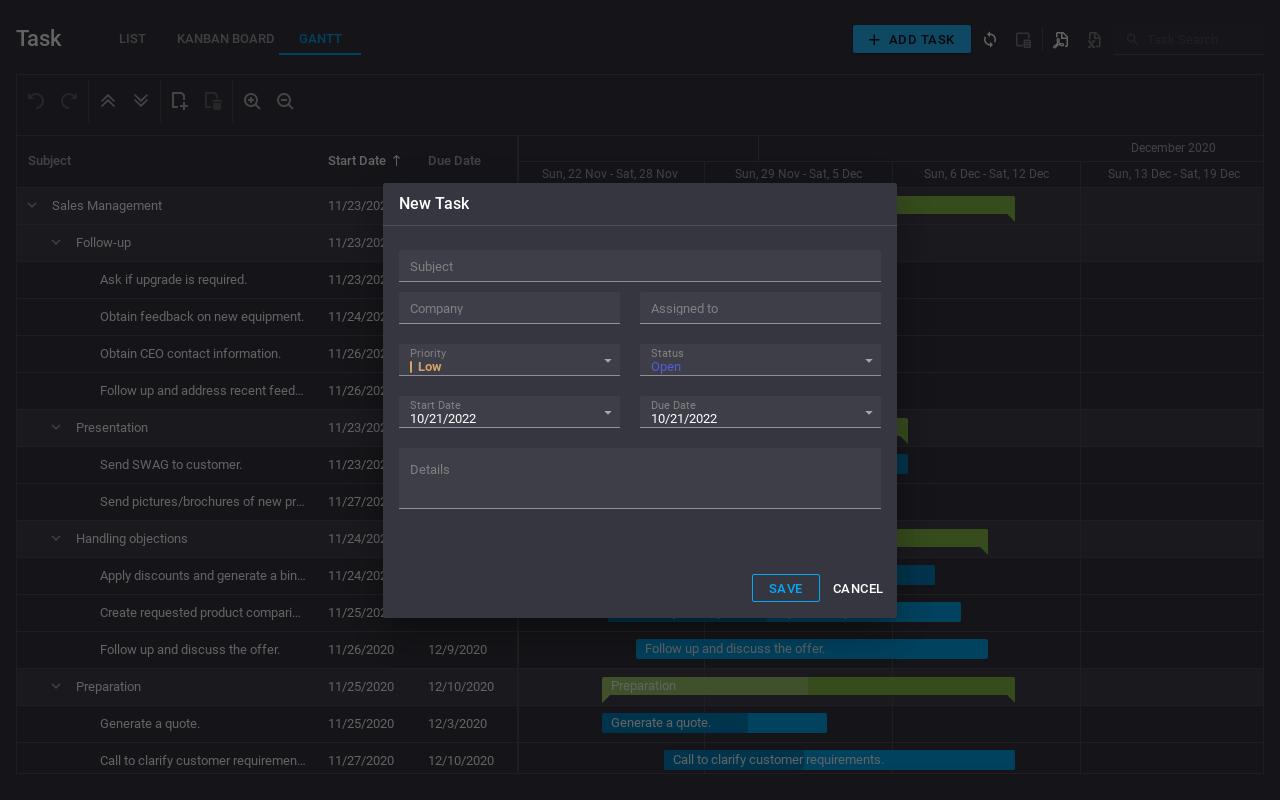 Task
LIST
KANBAN BOARD
GANTT
ADD TASK
Task Search
Subject
Start Date
Due Date
December 2020
Sun, 22 Nov - Sat, 28 Nov
Sun, 29 Nov - Sat, 5 Dec
Sun, 6 Dec - Sat, 12 Dec
Sun, 13 Dec - Sat, 19 Dec
Sales Management
11/23/202
Follow-up
11/23/202
Ask if upgrade is required.
11/23/202
Obtain feedback on new equipment.
11/24/202
Obtain CEO contact information.
11/26/202
Follow up and address recent feed…
11/26/202
Presentation
11/23/202
Send SWAG to customer.
11/23/202
Send pictures/brochures of new pr…
11/27/202
Handling objections
11/24/202
Apply discounts and generate a bin…
11/24/202
Create requested product compari…
11/25/202
Follow up and discuss the offer.
11/26/2020
12/9/2020
Follow up and discuss the offer.
Preparation
11/25/2020
12/10/2020
Preparation
Generate a quote.
11/25/2020
12/3/2020
Generate a quote.
Call to clarify customer requiremen…
11/27/2020
12/10/2020
Call to clarify customer requirements.
New Task
Subject
Company
Assigned to
Priority
Low
Status
Open
Start Date
10/21/2022
Due Date
10/21/2022
Details
SAVE
CANCEL